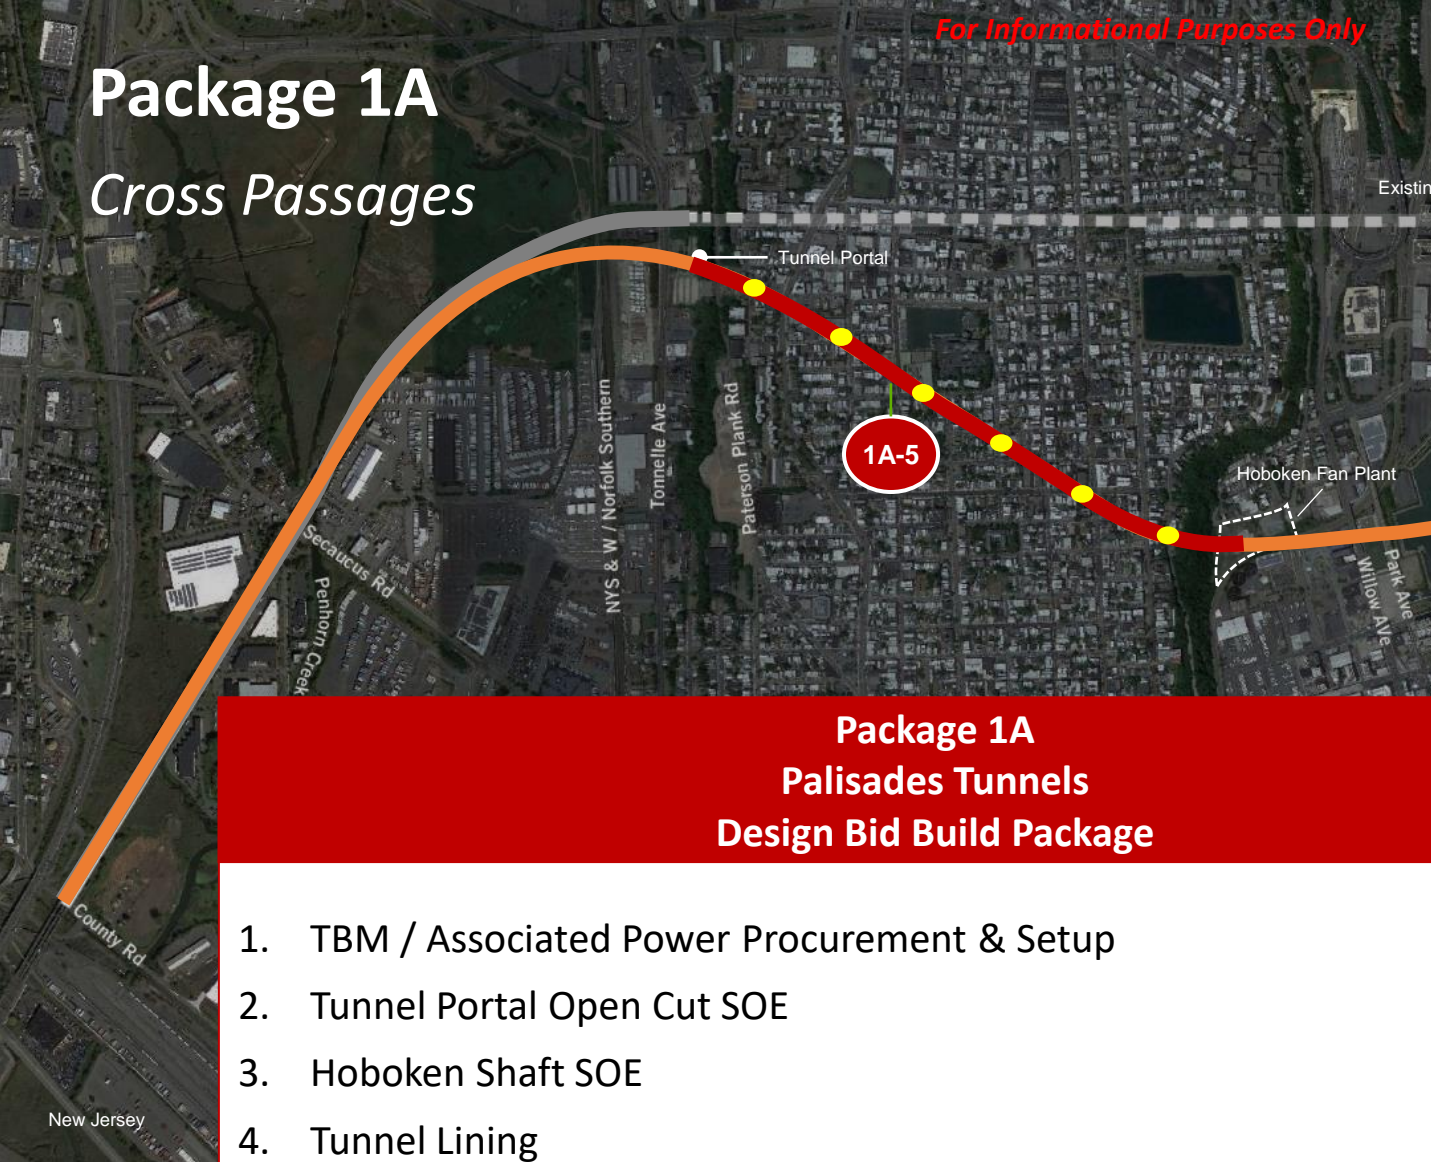 For Informational Purposes Only
Package 1A
Cross Passages
Existin
Tunnel Portal
NYS & W / Norfolk Southern
Tonnelle Ave
Paterson Plank Rd
1A-5
Hoboken Fan Plant
Secaucus Rd
Penhorn Creek
Park Ave
Willow Ave
County Rd
New Jersey
Package 1A
Palisades Tunnels
Design Bid Build Package
1. TBM / Associated Power Procurement & Setup
2. Tunnel Portal Open Cut SOE
3. Hoboken Shaft SOE
4. Tunnel Lining